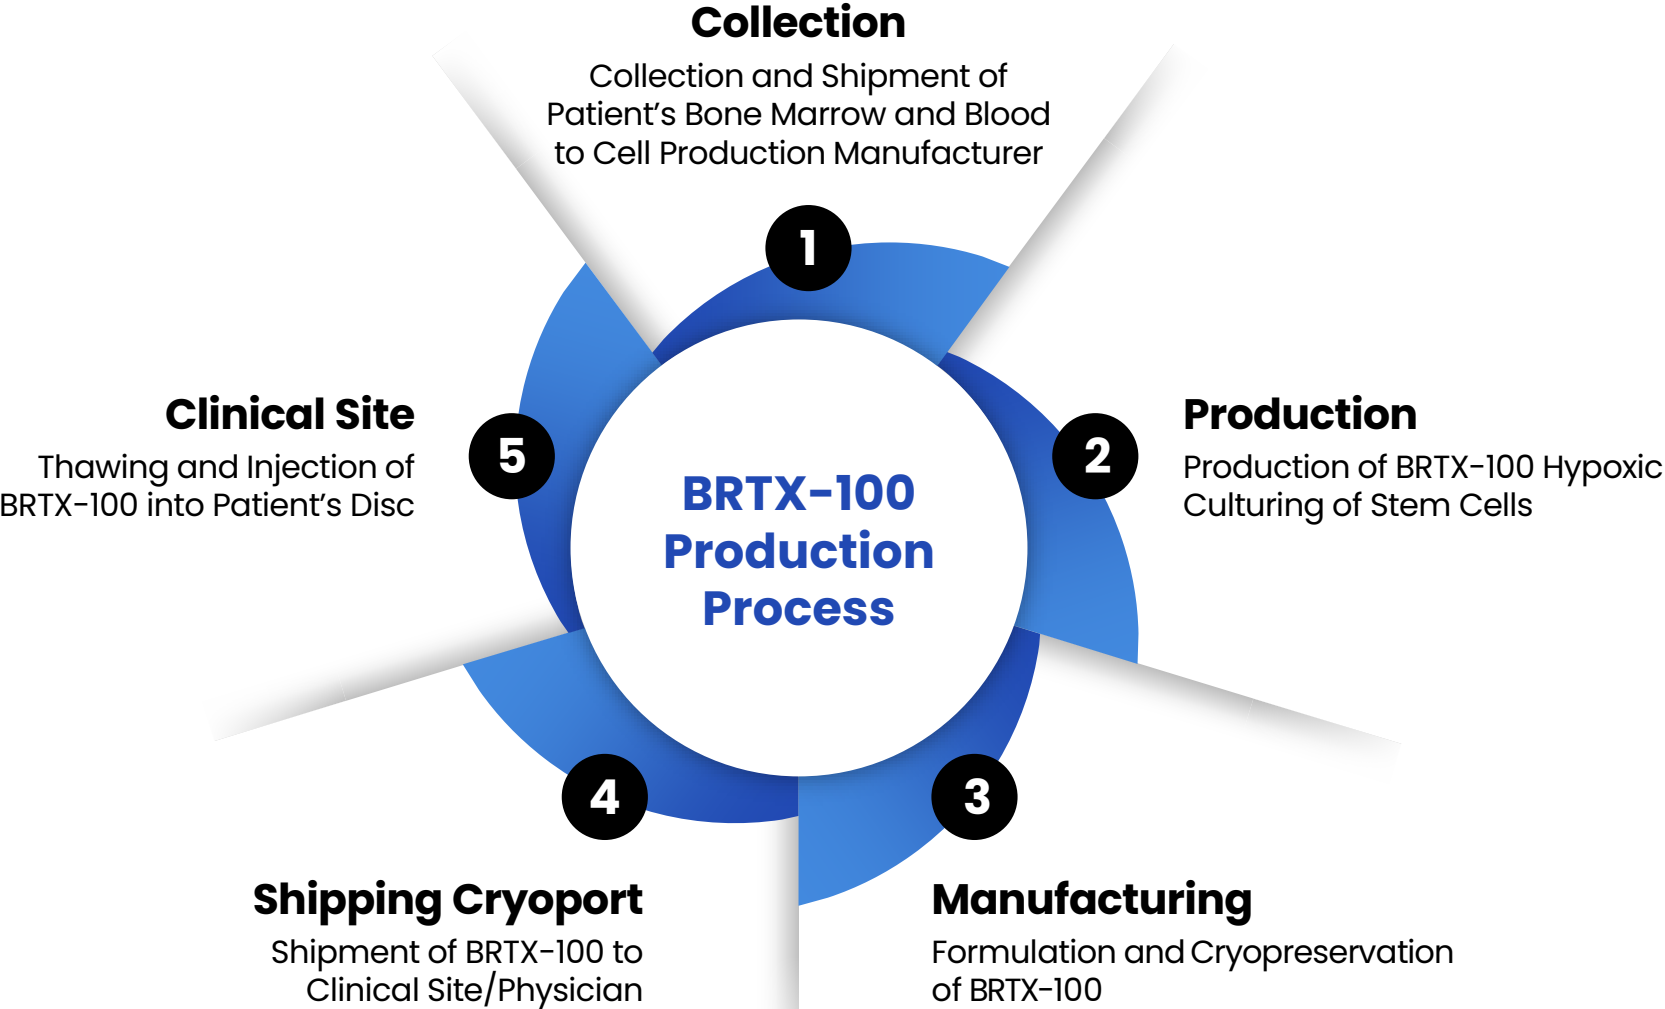 Collection
Collection and Shipment of
Patient’s Bone Marrow and Blood
to Cell Production Manufacturer
1
2
Production
Production of BRTX-100 Hypoxic
Culturing of Stem Cells
3
Manufacturing
Formulation and Cryopreservation
of BRTX-100
4
Shipping Cryoport
Shipment of BRTX-100 to
Clinical Site/Physician
5
Clinical Site
Thawing and Injection of
BRTX-100 into Patient’s Disc
BRTX-100
Production
Process